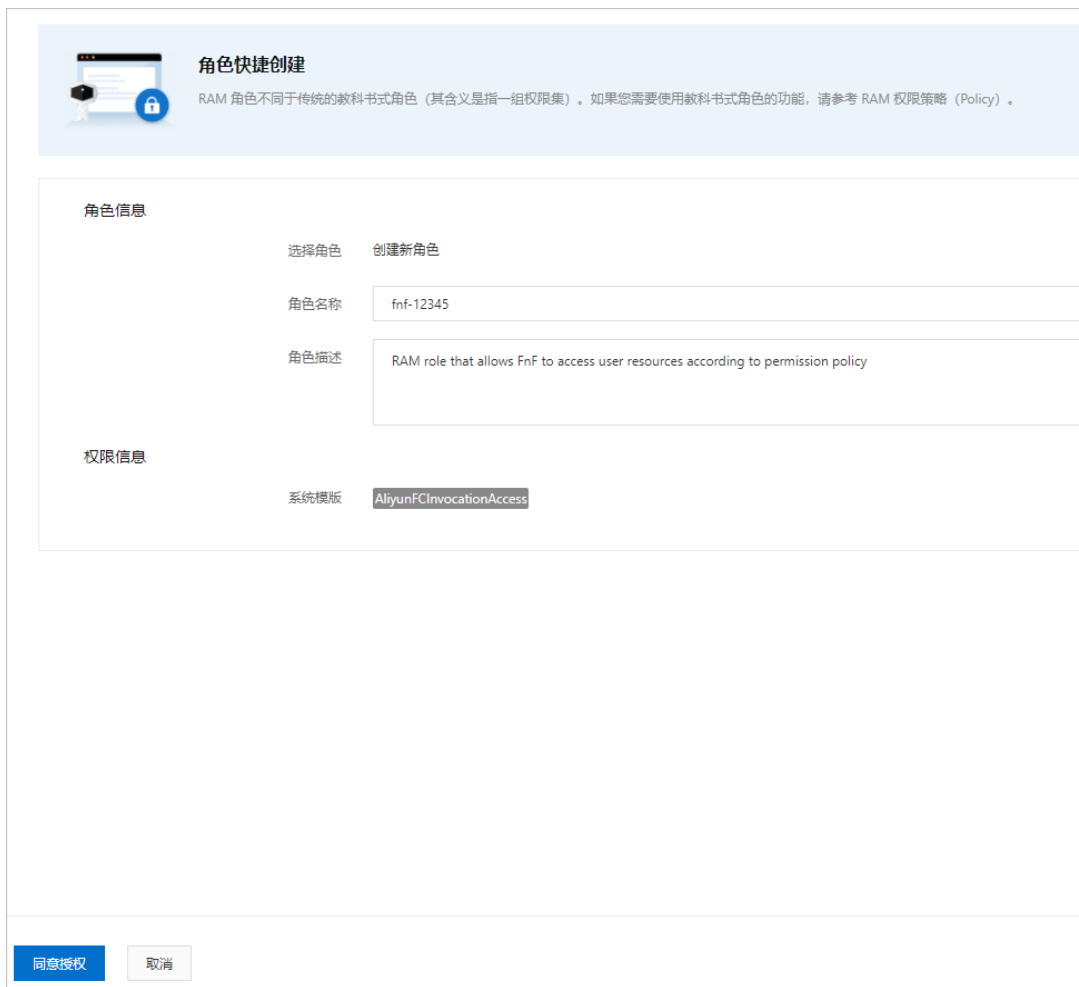 角色快捷创建
RAM 角色不同于传统的教科书式角色（其含义是指一组权限集）。如果您需要使用教科书式角色的功能，请参考 RAM 权限策略（Policy）。
角色信息
选择角色 创建新角色
角色名称 fnf-12345
角色描述 RAM role that allows FnF to access user resources according to permission policy
权限信息
系统模版 AliyunFCInvocationAccess
同意授权 取消